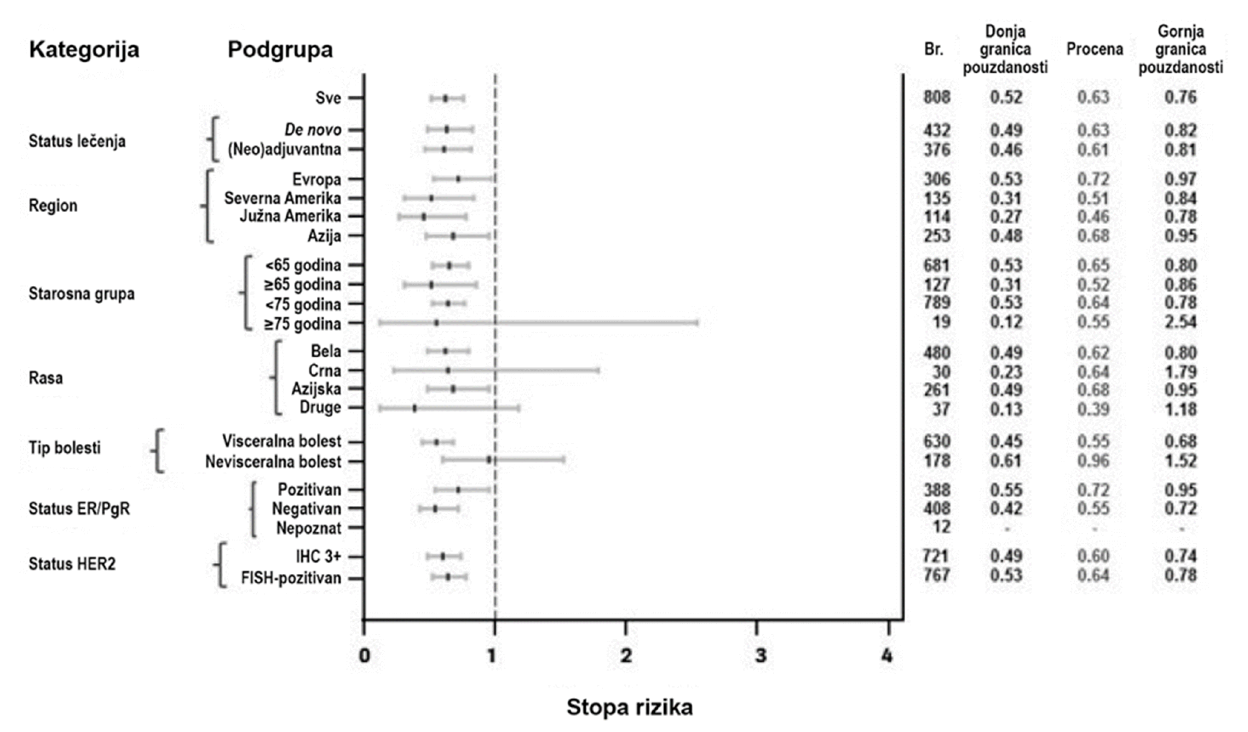 Kategorija Podgrupa Br. Donja granica pouzdanosti Procena Gornja granica pouzdanosti
Sve 808 0.52 0.63 0.76
Status lečenja
De novo 432 0.49 0.63 0.82
(Neo)adjuvantna 376 0.46 0.61 0.81
Region
Evropa 306 0.53 0.72 0.97
Severna Amerika 135 0.31 0.51 0.84
Južna Amerika 114 0.27 0.46 0.78
Azija 253 0.48 0.68 0.95
Starosna grupa
<65 godina 681 0.53 0.65 0.80
≥65 godina 127 0.31 0.52 0.86
<75 godina 789 0.53 0.64 0.78
≥75 godina 19 0.12 0.55 2.54
Rasa
Bela 480 0.49 0.62 0.80
Crna 30 0.23 0.64 1.79
Azijska 261 0.49 0.68 0.95
Druge 37 0.13 0.39 1.18
Tip bolesti
Visceralna bolest 630 0.45 0.55 0.68
Nevisceralna bolest 178 0.61 0.96 1.52
Status ER/PgR
Pozitivan 388 0.55 0.72 0.95
Negativan 408 0.42 0.55 0.72
Nepoznat 12 - - -
Status HER2
IHC 3+ 721 0.49 0.60 0.74
FISH-pozitivan 767 0.53 0.64 0.78
0 1 2 3 4
Stopa rizika